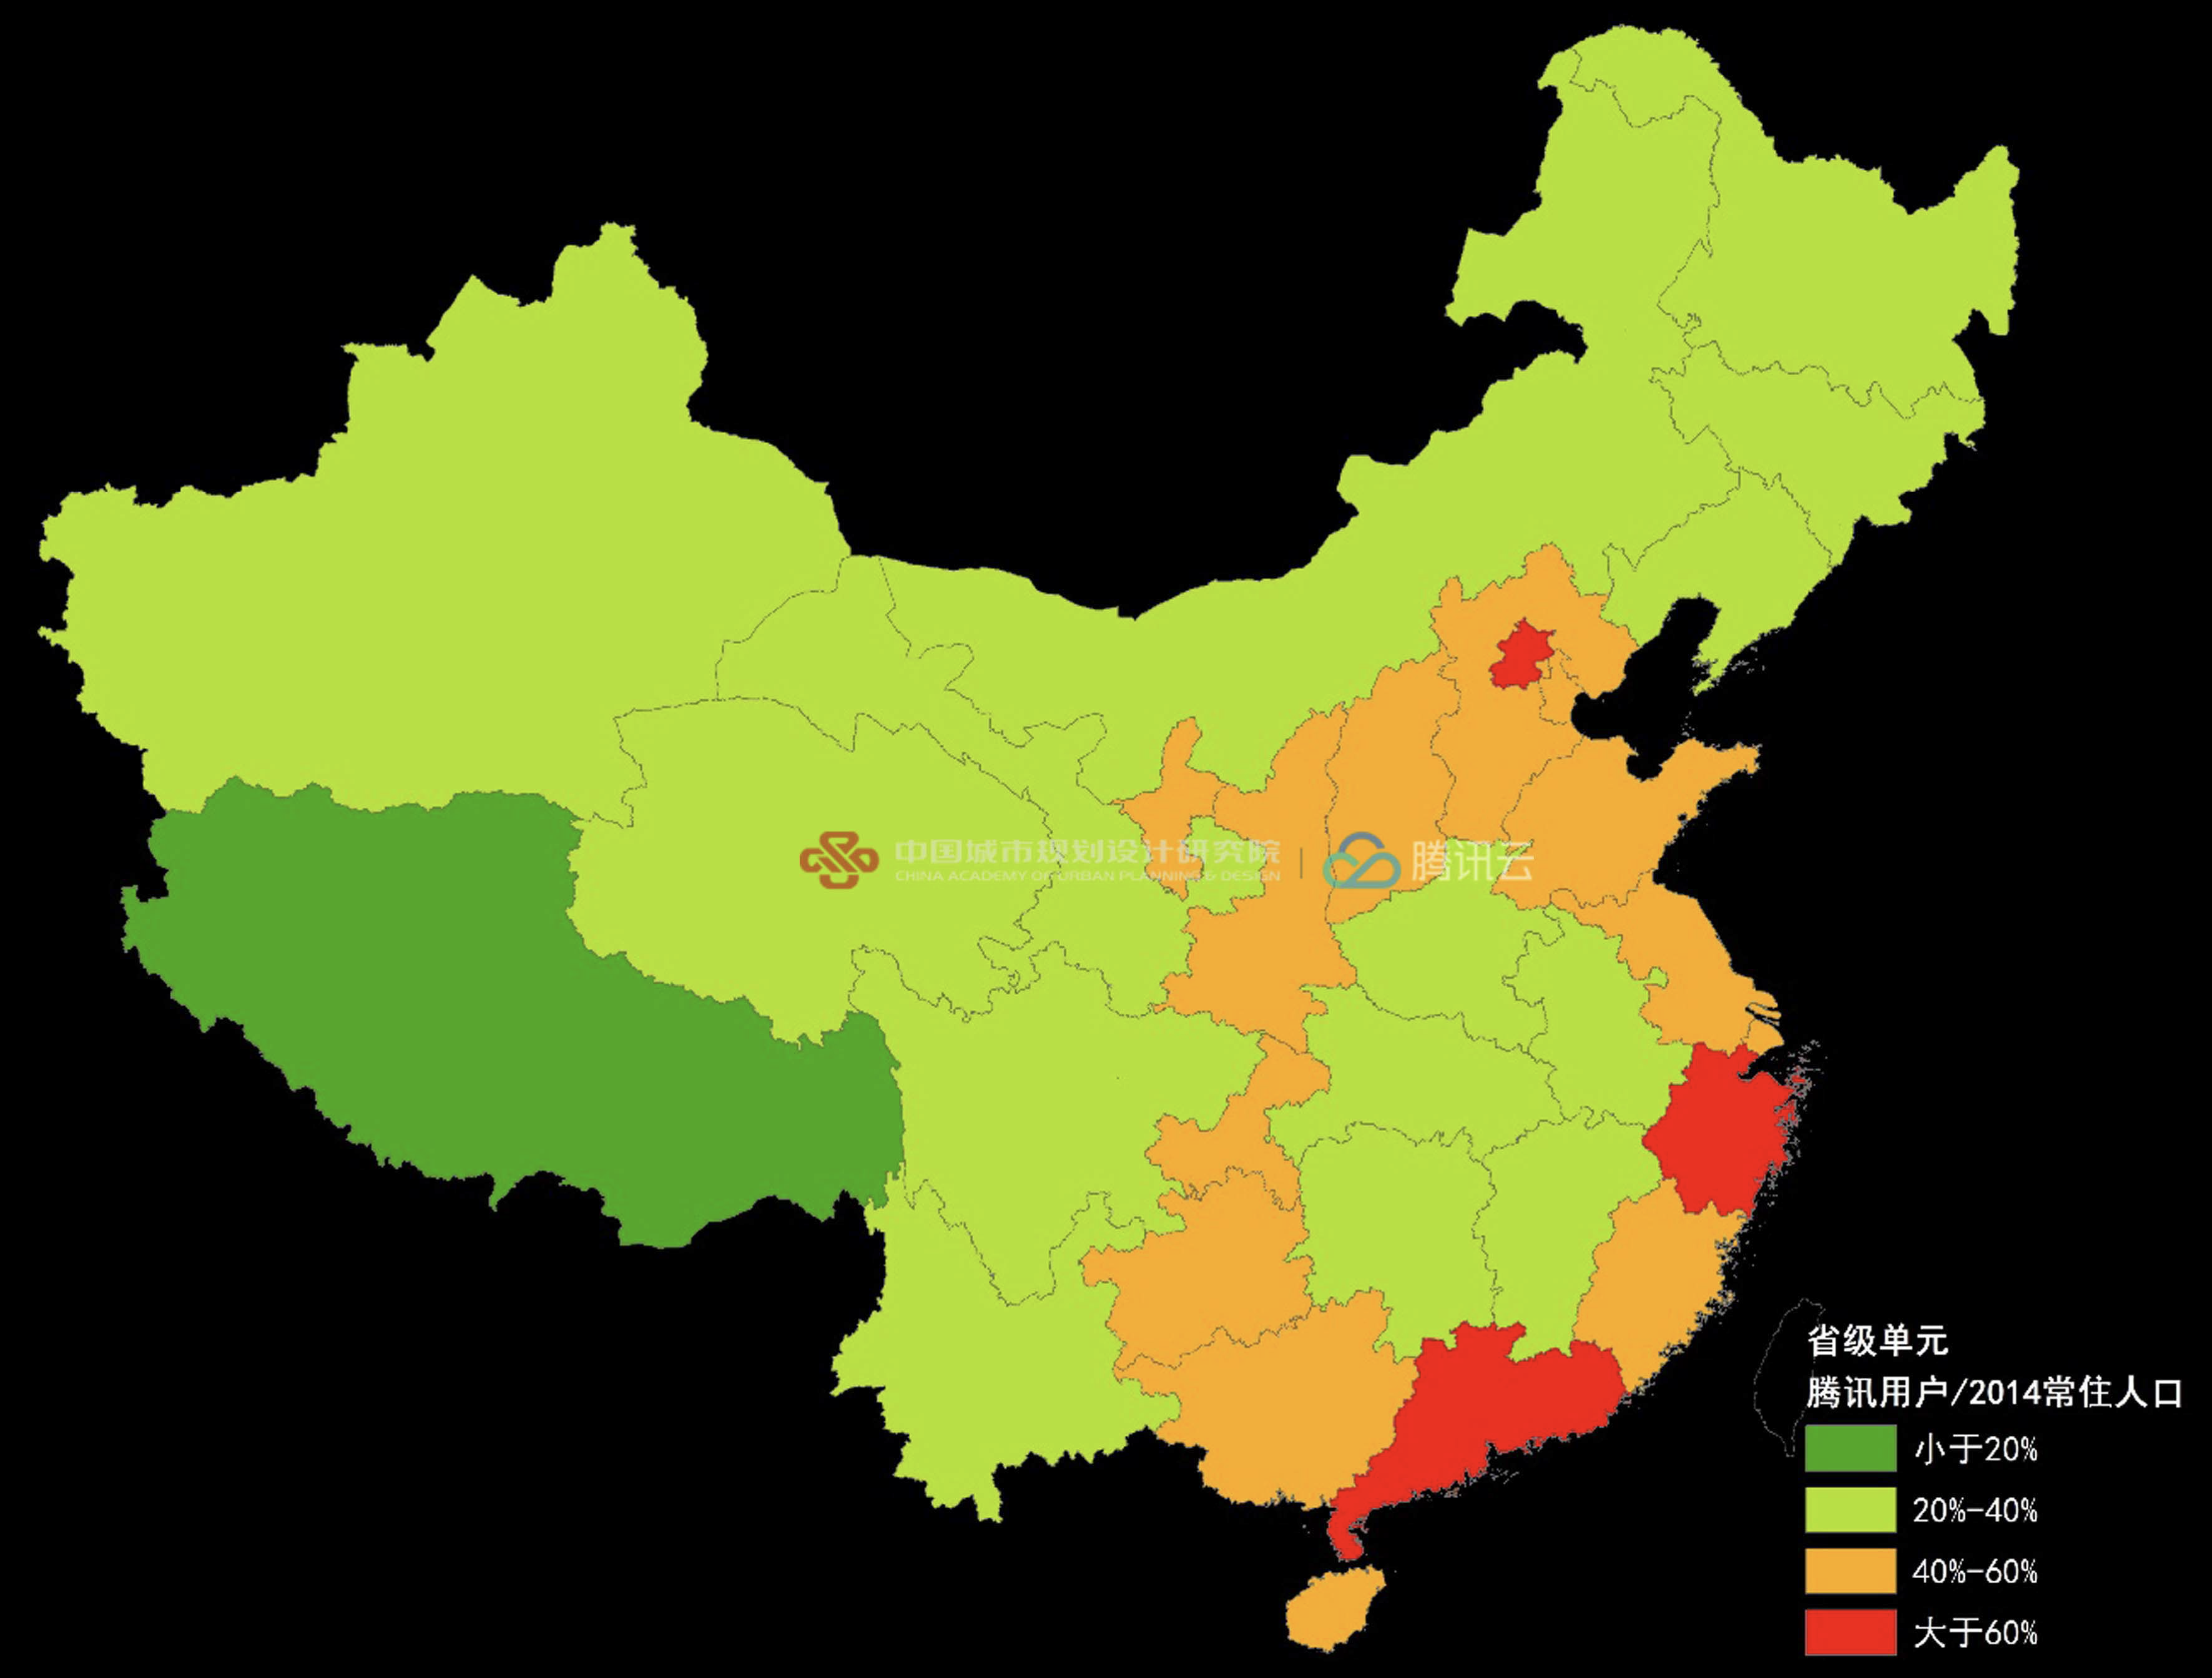 中国城市规划设计研究院
CHINA ACADEMY OF URBAN PLANNING & DESIGN
腾讯云
省级单元
腾讯用户/2014常住人口
小于20%
20%-40%
40%-60%
大于60%